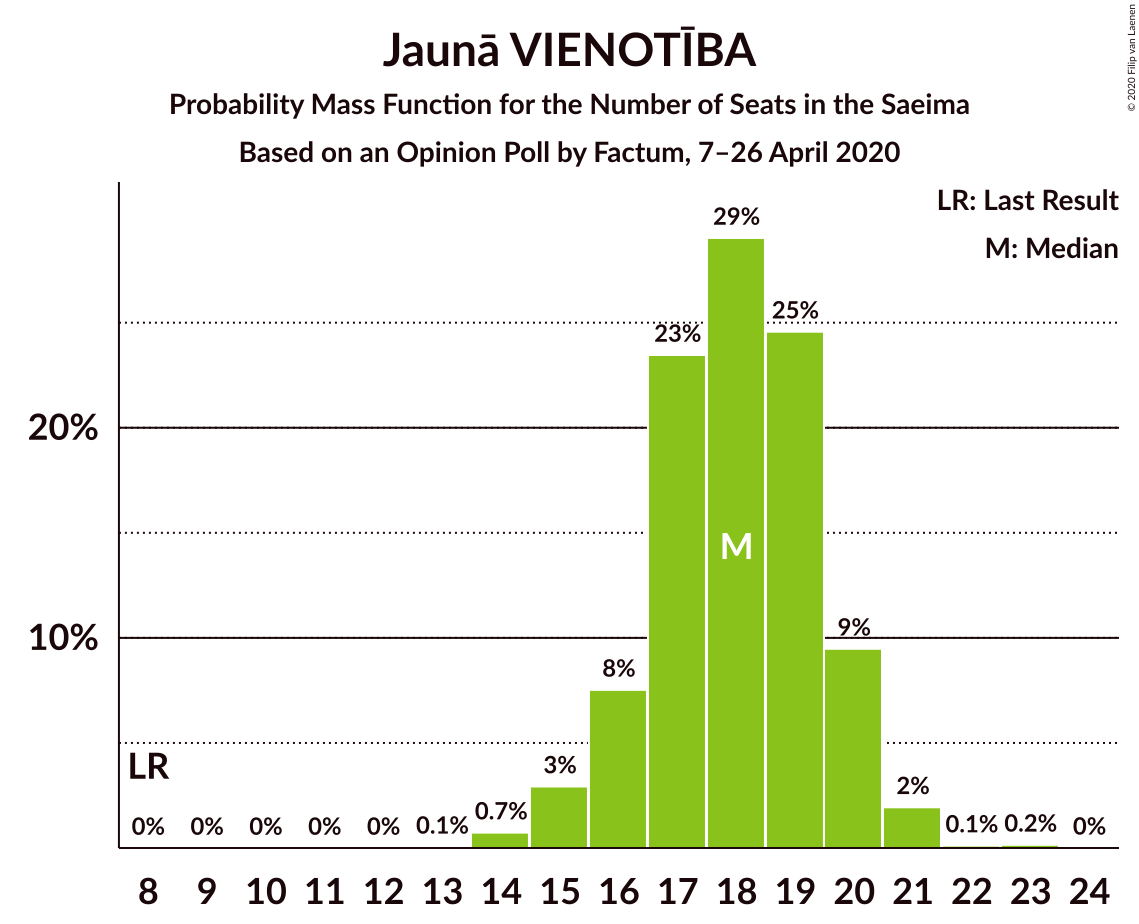 Jaunā VIENOTĪBA
Probability Mass Function for the Number of Seats in the Saeima
Based on an Opinion Poll by Factum, 7–26 April 2020
© 2020 Filip van Laenen
LR: Last Result
M: Median
29%
25%
23%
20%
M
10%
9%
8%
LR
3%
2%
0% 0% 0% 0% 0% 0.1% 0.7% 0.1% 0.2% 0%
8 9 10 11 12 13 14 15 16 17 18 19 20 21 22 23 24